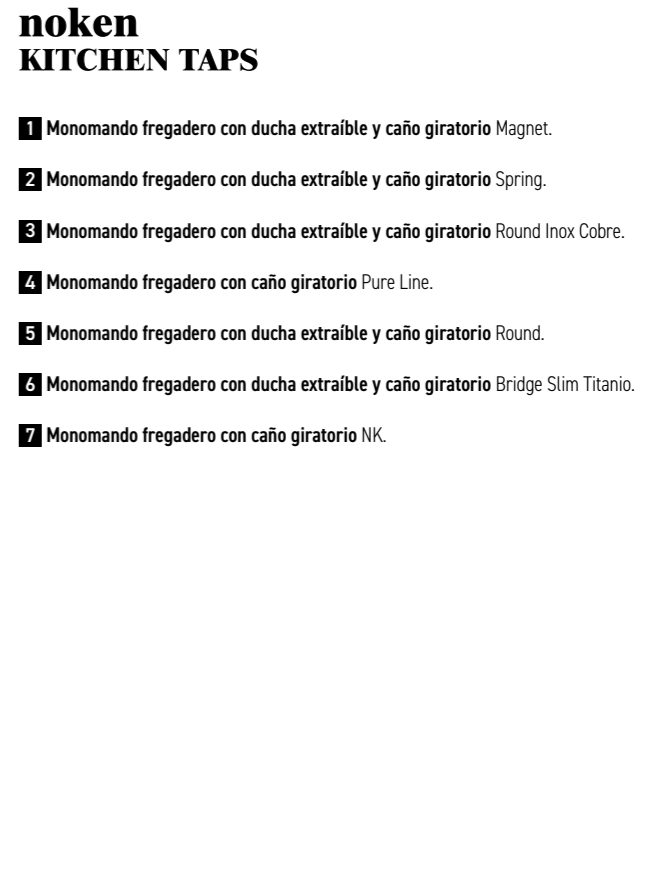 noken
KITCHEN TAPS
1 Monomando fregadero con ducha extraíble y caño giratorio Magnet.
2 Monomando fregadero con ducha extraíble y caño giratorio Spring.
3 Monomando fregadero con ducha extraíble y caño giratorio Round Inox Cobre.
4 Monomando fregadero con caño giratorio Pure Line.
5 Monomando fregadero con ducha extraíble y caño giratorio Round.
6 Monomando fregadero con ducha extraíble y caño giratorio Bridge Slim Titanio.
7 Monomando fregadero con caño giratorio NK.